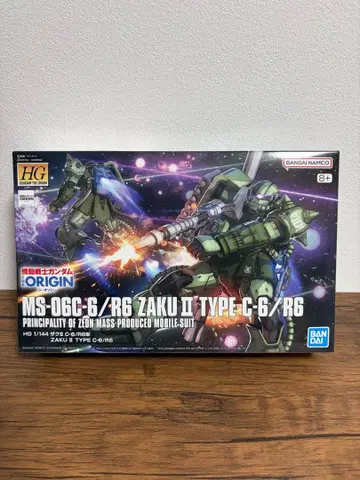 HG
BANDAI NAMCO
8+
機動戦士ガンダム
THE ORIGIN
MS-06C-6/R6 ZAKU II TYPE C-6/R6
PRINCIPALITY OF ZEON MASS-PRODUCED MOBILE SUIT
HG 1/144 ザクII C-6/R6型
ZAKU II TYPE C-6/R6
BANDAI